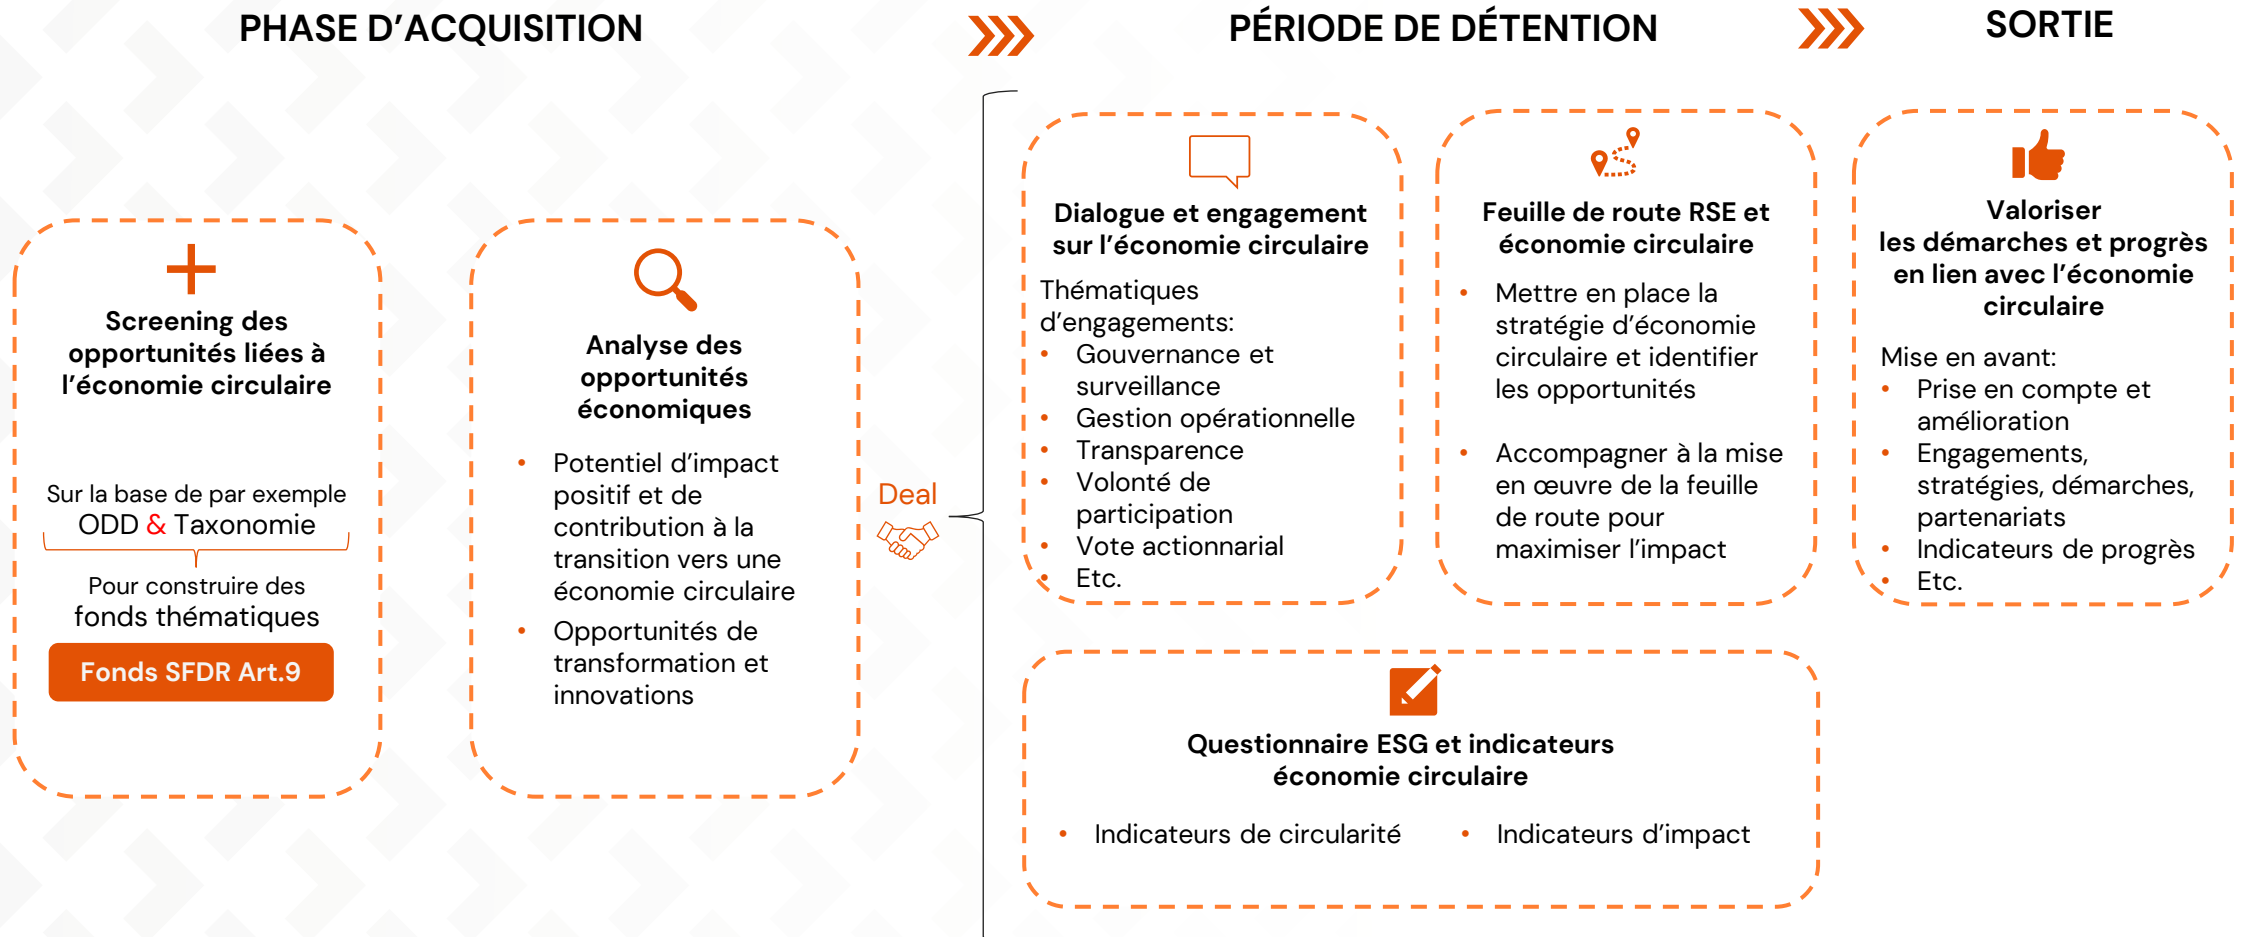 PHASE D’ACQUISITION
PÉRIODE DE DÉTENTION
SORTIE
Screening des
opportunités liées à
l’économie circulaire
Sur la base de par exemple
ODD & Taxonomie
Pour construire des
fonds thématiques
Fonds SFDR Art.9
Analyse des
opportunités
économiques
• Potentiel d’impact
positif et de
contribution à la
transition vers une
économie circulaire
• Opportunités de
transformation et
innovations
Deal
Dialogue et engagement
sur l’économie circulaire
Thématiques
d’engagements:
• Gouvernance et
surveillance
• Gestion opérationnelle
• Transparence
• Volonté de
participation
• Vote actionnarial
• Etc.
Feuille de route RSE et
économie circulaire
• Mettre en place la
stratégie d’économie
circulaire et identifier
les opportunités
• Accompagner à la mise
en œuvre de la feuille
de route pour
maximiser l’impact
Questionnaire ESG et indicateurs
économie circulaire
• Indicateurs de circularité
• Indicateurs d’impact
Valoriser
les démarches et progrès
en lien avec l’économie
circulaire
Mise en avant:
• Prise en compte et
amélioration
• Engagements,
stratégies, démarches,
partenariats
• Indicateurs de progrès
• Etc.